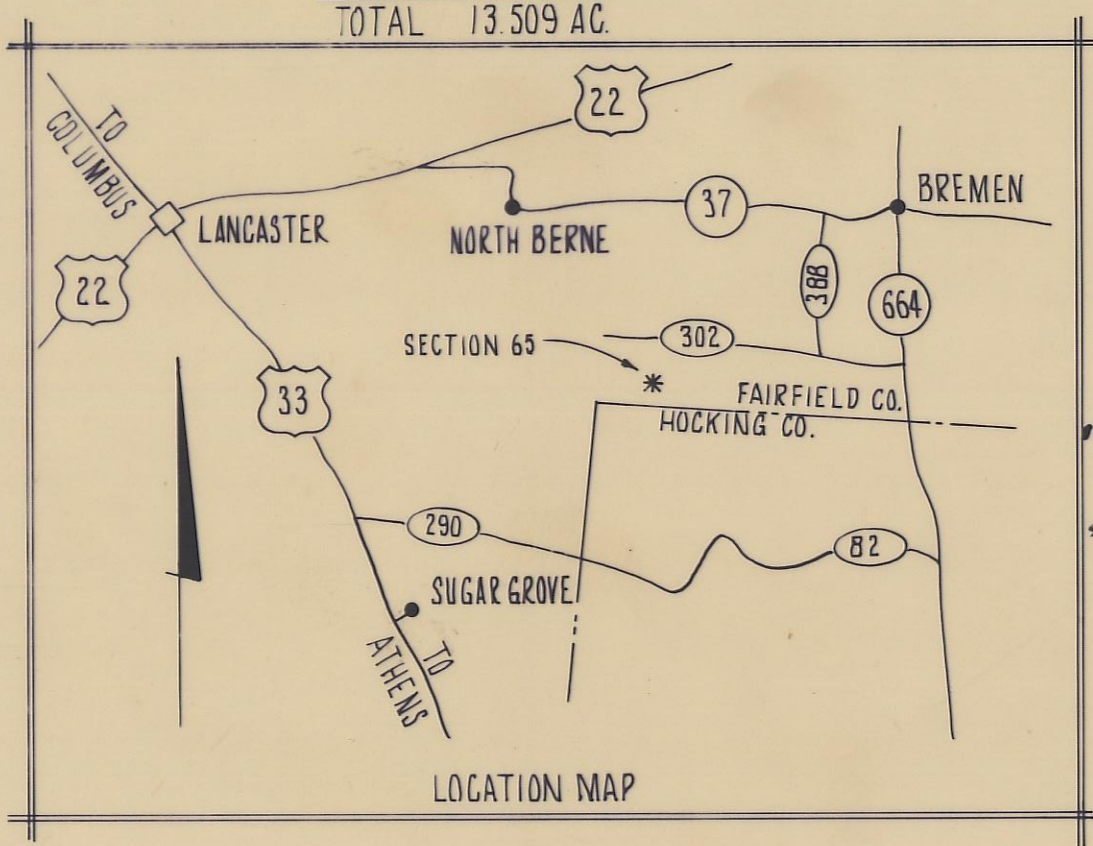 TOTAL 13.509 AC.
22
TO
COLUMBUS
BREMEN
37
LANCASTER
NORTH BERNE
22
388
664
SECTION 65
302
33
FAIRFIELD CO.
HOCKING CO.
290
82
SUGAR GROVE
TO
ATHENS
LOCATION MAP